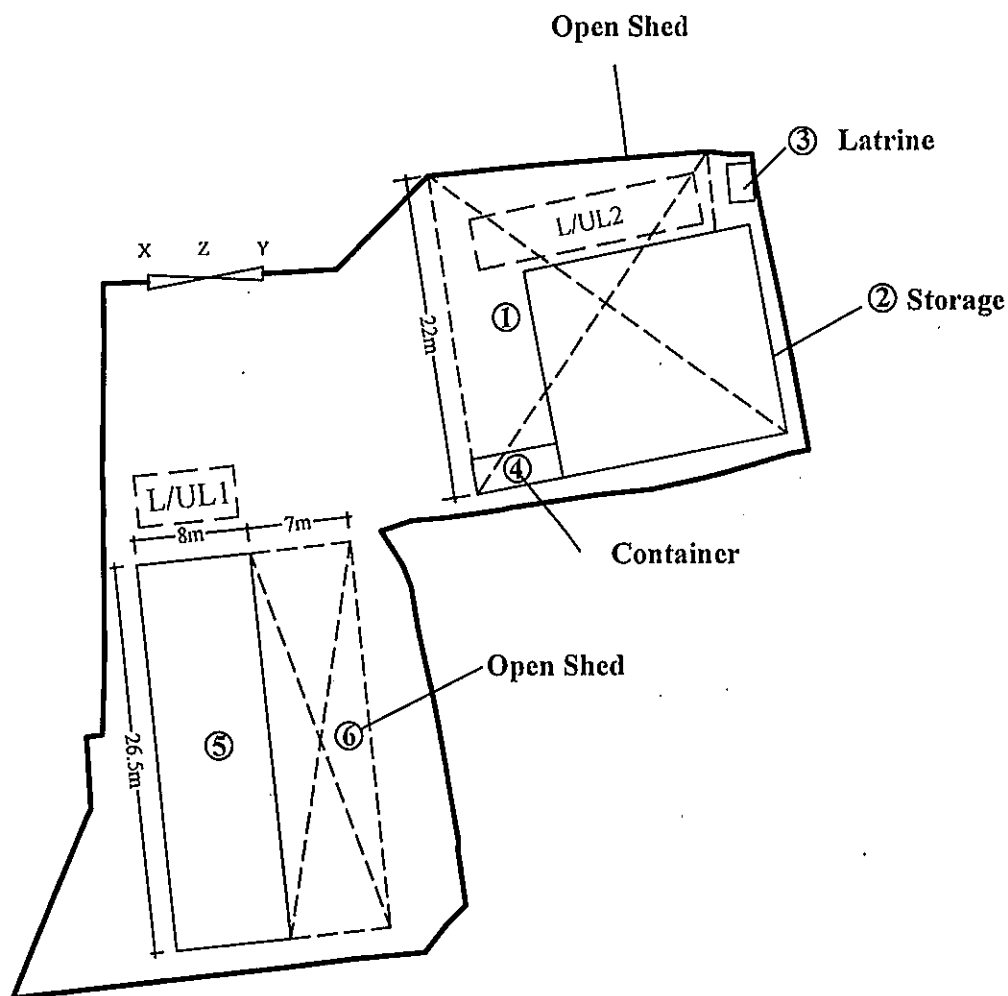 Open Shed
③ Latrine
X Z Y
L/UL2
22m
①
② Storage
④
L/UL1
8m
7m
Container
Open Shed
26.5m
⑤
⑥